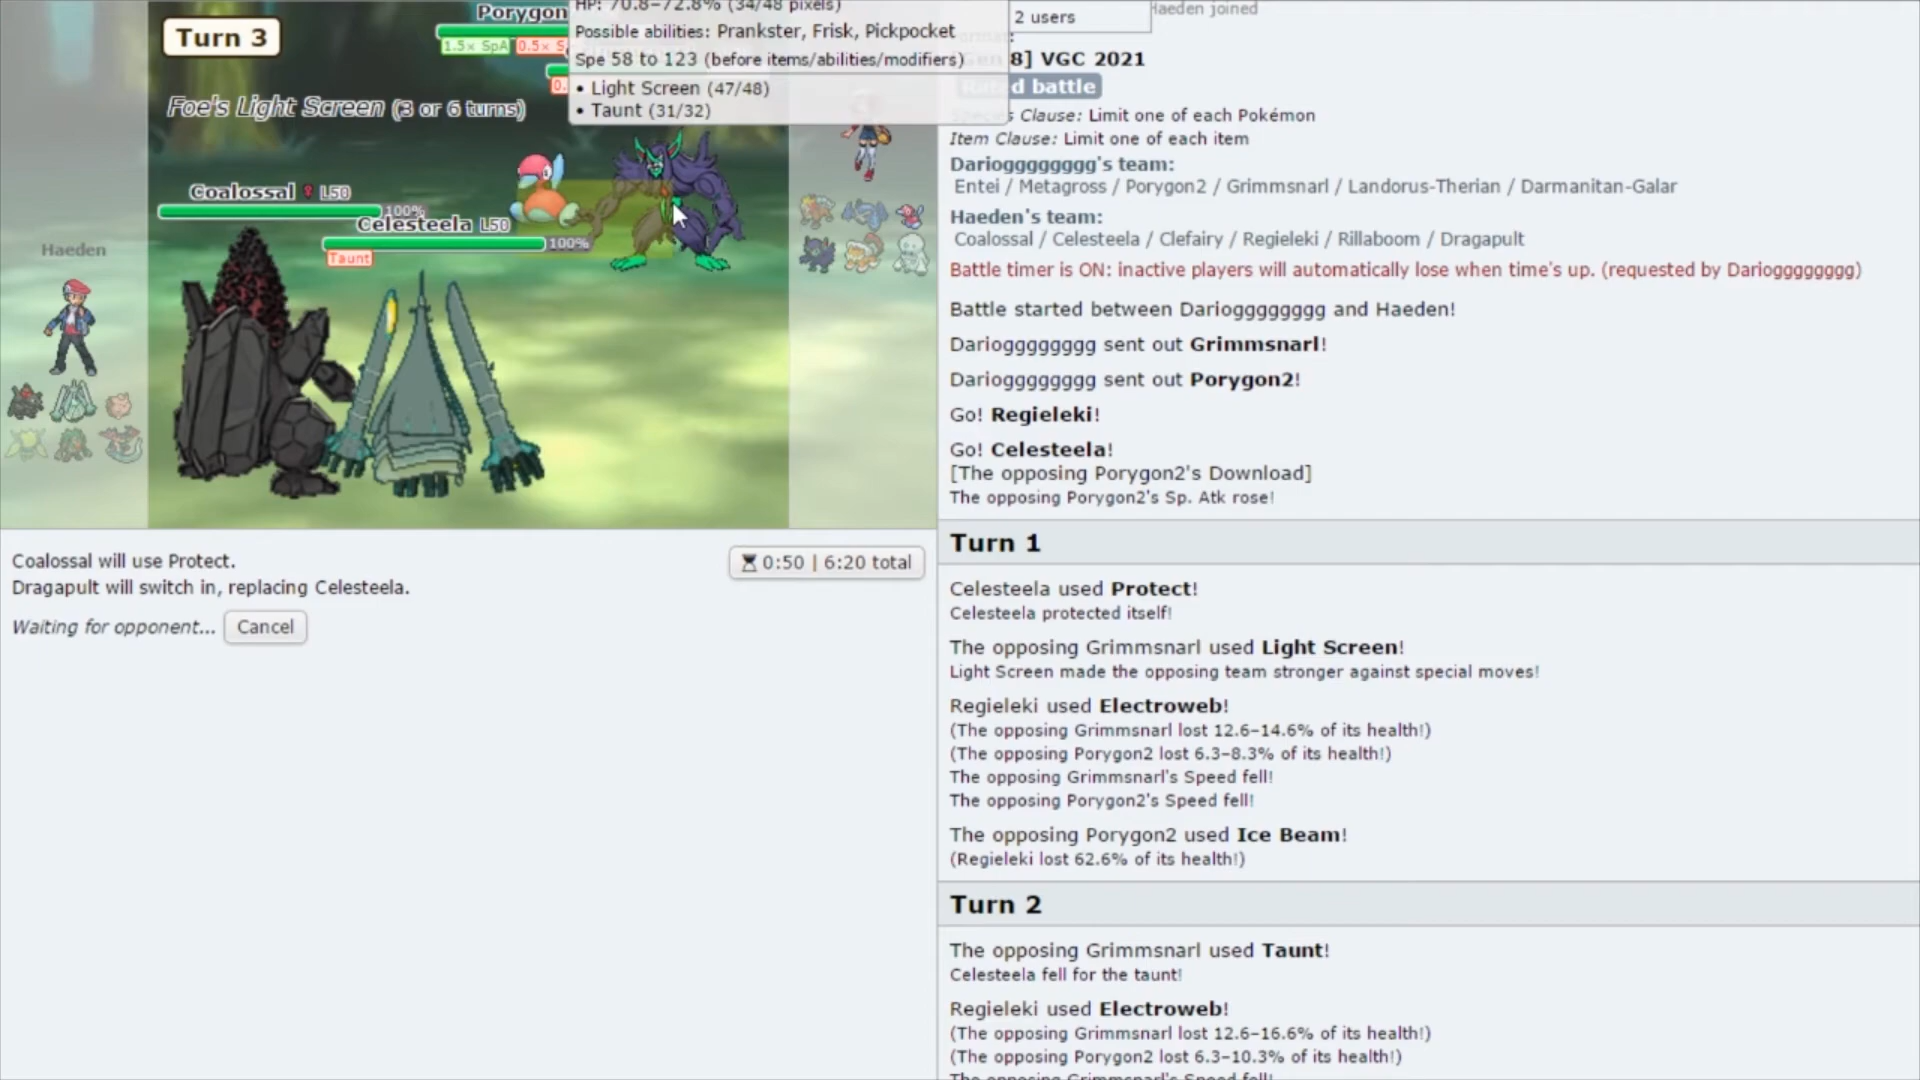 Turn 3
Porygon
1.5× SpA 0.5× S
0.
Foe's Light Screen (3 or 6 turns)
HP: 70.8–72.8% (34/48 pixels)
Possible abilities: Prankster, Frisk, Pickpocket
Spe 58 to 123 (before items/abilities/modifiers)
• Light Screen (47/48)
• Taunt (31/32)
Coalossal L50
100%
Celesteela L50
100%
Taunt
Haeden
Coalossal will use Protect.
Dragapult will switch in, replacing Celesteela.
Waiting for opponent... Cancel
0:50 | 6:20 total
2 users
Haeden joined
8] VGC 2021
d battle
Clause: Limit one of each Pokémon
Item Clause: Limit one of each item
Darioggggggggg's team:
Entei / Metagross / Porygon2 / Grimmsnarl / Landorus-Therian / Darmanitan-Galar
Haeden's team:
Coalossal / Celesteela / Clefairy / Regieleki / Rillaboom / Dragapult
Battle timer is ON: inactive players will automatically lose when time's up. (requested by Darioggggggggg)
Battle started between Darioggggggggg and Haeden!
Darioggggggggg sent out Grimmsnarl!
Darioggggggggg sent out Porygon2!
Go! Regieleki!
Go! Celesteela!
[The opposing Porygon2's Download]
The opposing Porygon2's Sp. Atk rose!
Turn 1
Celesteela used Protect!
Celesteela protected itself!
The opposing Grimmsnarl used Light Screen!
Light Screen made the opposing team stronger against special moves!
Regieleki used Electroweb!
(The opposing Grimmsnarl lost 12.6–14.6% of its health!)
(The opposing Porygon2 lost 6.3–8.3% of its health!)
The opposing Grimmsnarl's Speed fell!
The opposing Porygon2's Speed fell!
The opposing Porygon2 used Ice Beam!
(Regieleki lost 62.6% of its health!)
Turn 2
The opposing Grimmsnarl used Taunt!
Celesteela fell for the taunt!
Regieleki used Electroweb!
(The opposing Grimmsnarl lost 12.6–16.6% of its health!)
(The opposing Porygon2 lost 6.3–10.3% of its health!)
The opposing Grimmsnarl's Speed fell!